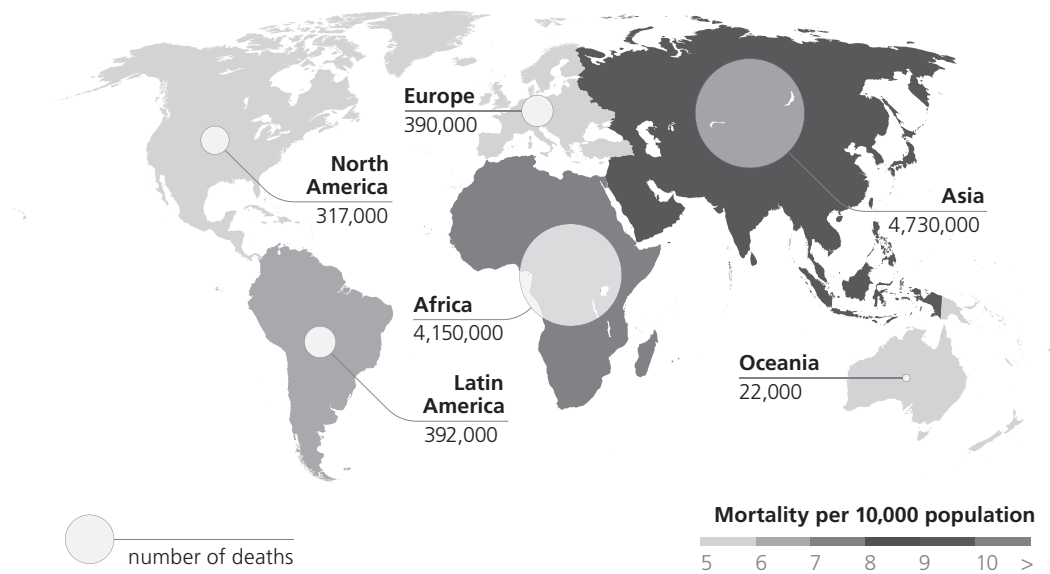 Europe
390,000
North
America
317,000
Asia
4,730,000
Africa
4,150,000
Oceania
22,000
Latin
America
392,000
number of deaths
Mortality per 10,000 population
5 6 7 8 9 10 >